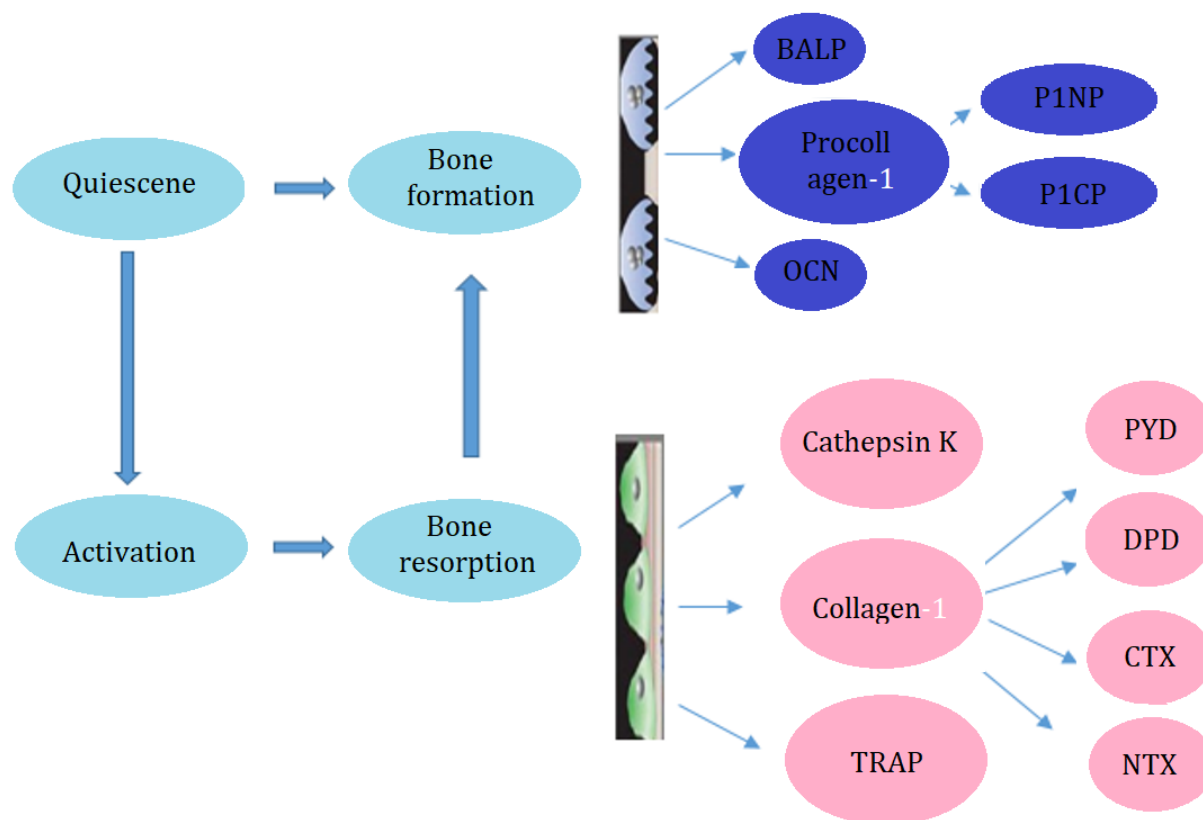 Quiescene
Bone
formation
Activation
Bone
resorption
BALP
Procoll
agen-1
OCN
P1NP
P1CP
Cathepsin K
Collagen-1
TRAP
PYD
DPD
CTX
NTX